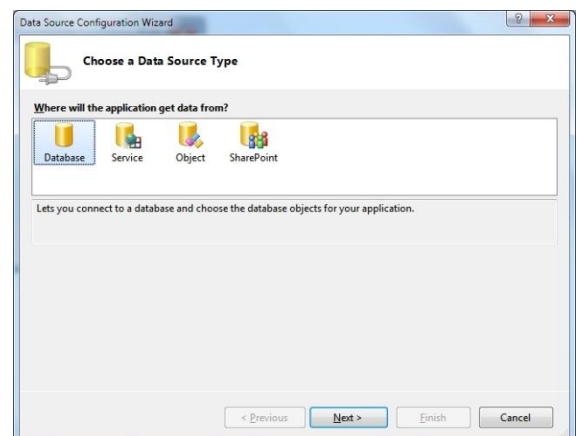 Data Source Configuration Wizard
Choose a Data Source Type
Where will the application get data from?
Database Service Object SharePoint
Lets you connect to a database and choose the database objects for your application.
< Previous Next > Finish Cancel